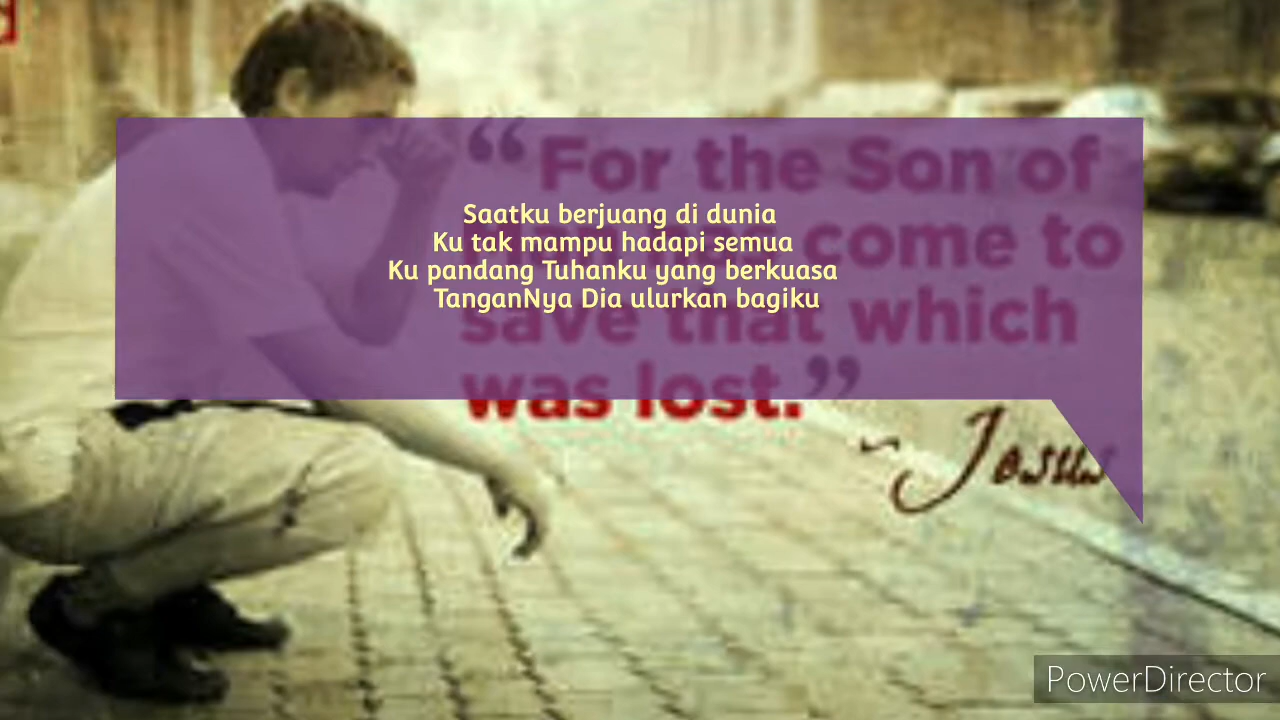 “For the Son of
come to
save that which
was lost.”
~ Jesus
Saatku berjuang di dunia
Ku tak mampu hadapi semua
Ku pandang Tuhanku yang berkuasa
TanganNya Dia ulurkan bagiku
PowerDirector